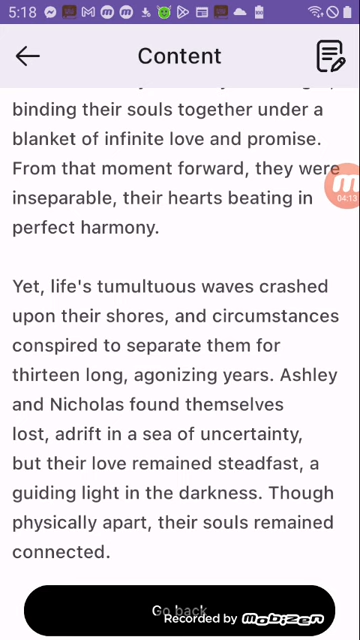 5:18
Content
binding their souls together under a
blanket of infinite love and promise.
From that moment forward, they were
inseparable, their hearts beating in
perfect harmony.
Yet, life's tumultuous waves crashed
upon their shores, and circumstances
conspired to separate them for
thirteen long, agonizing years. Ashley
and Nicholas found themselves
lost, adrift in a sea of uncertainty,
but their love remained steadfast, a
guiding light in the darkness. Though
physically apart, their souls remained
connected.
04:13
Go back
Recorded by mobizen